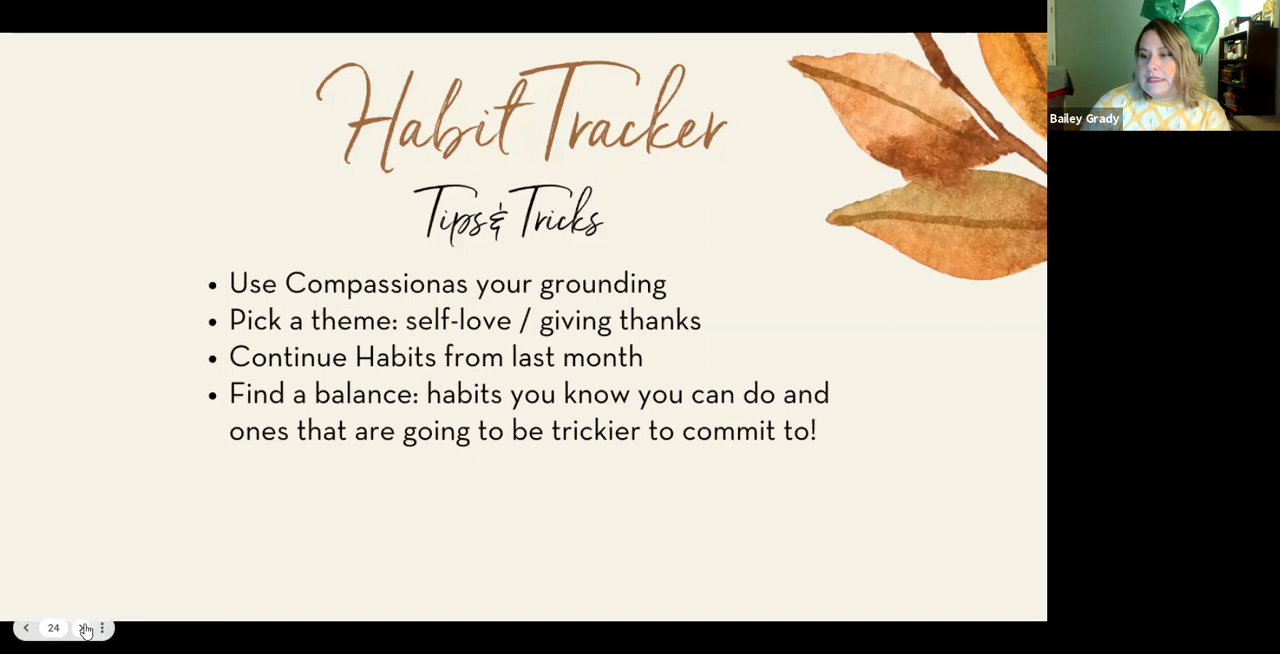 Habit Tracker
Tips & Tricks
• Use Compassionas your grounding
• Pick a theme: self-love / giving thanks
• Continue Habits from last month
• Find a balance: habits you know you can do and
ones that are going to be trickier to commit to!
Bailey Grady
24